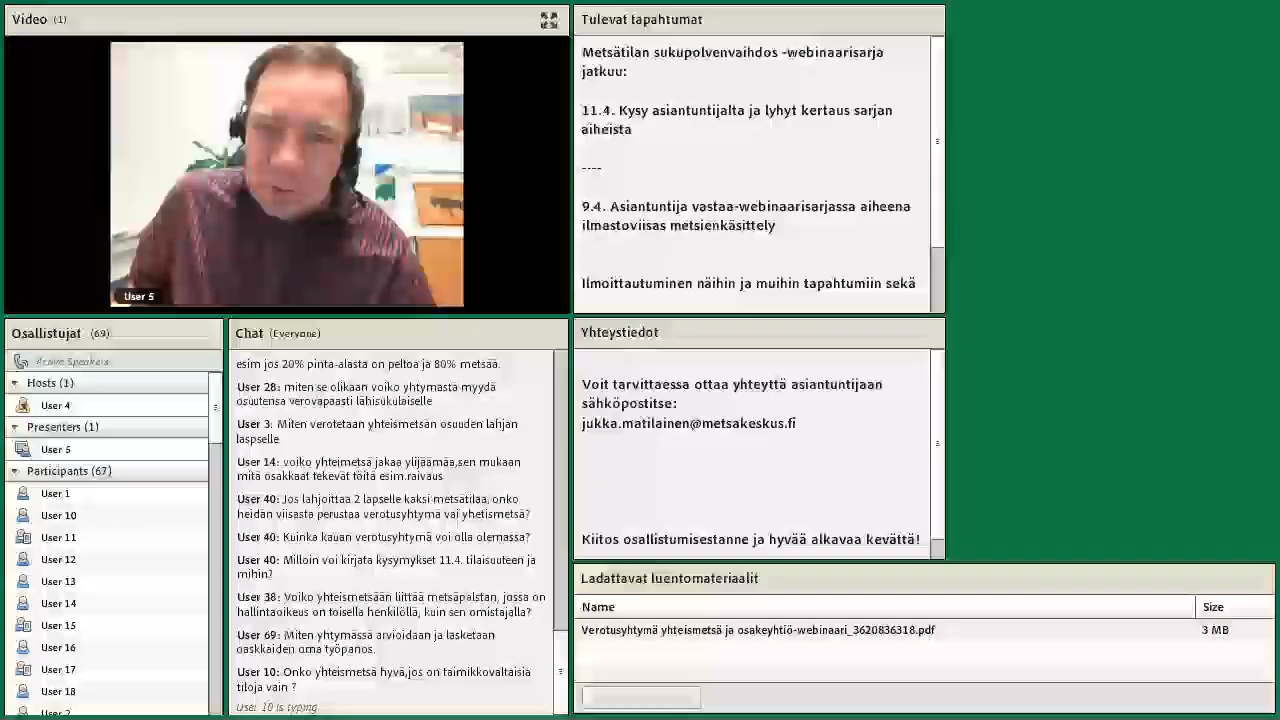 Video (1)
User 5
Tulevat tapahtumat
Metsätilan sukupolvenvaihdos -webinaarisarja
jatkuu:
11.4. Kysy asiantuntijalta ja lyhyt kertaus sarjan
aiheista
----
9.4. Asiantuntija vastaa-webinaarisarjassa aiheena
ilmastoviisas metsienkäsittely
Ilmoittautuminen näihin ja muihin tapahtumiin sekä
Osallistujat (69)
Active Speakers
Hosts (1)
User 4
Presenters (1)
User 5
Participants (67)
User 1
User 10
User 11
User 12
User 13
User 14
User 15
User 16
User 17
User 18
User 2
Chat (Everyone)
esim jos 20% pinta-alasta on peltoa ja 80% metsää.
User 28: miten se olikaan voiko yhtymästä myydä
osuutensa verovapaasti lähisukulaiselle
User 3: Miten verotetaan yhteismetsän osuuden lahjan
laspselle
User 14: voiko yhteimetsä jakaa ylijäämää,sen mukaan
mitä osakkaat tekevät töitä esim.raivaus
User 40: Jos lahjoittaa 2 lapselle kaksi metsätilaa, onko
heidän viisasta perustaa verotusyhtymä vai yhetismetsä?
User 40: Kuinka kauan verotusyhtymä voi olla olemassa?
User 40: Milloin voi kirjata kysymykset 11.4. tilaisuuteen ja
mihin?
User 38: Voiko yhteismetsään liittää metsäpalstan, jossa on
hallintaoikeus on toisella henkilöllä, kuin sen omistajalla?
User 69: Miten yhtymässä arvioidaan ja lasketaan
oaskkaiden oma työpanos.
User 10: Onko yhteismetsä hyvä,jos on taimikkovaltaisia
tiloja vain ?
User 10 is typing
Yhteystiedot
Voit tarvittaessa ottaa yhteyttä asiantuntijaan
sähköpostitse:
jukka.matilainen@metsakeskus.fi
Kiitos osallistumisestanne ja hyvää alkavaa kevättä!
Ladattavat luentomateriaalit
Name Size
Verotusyhtymä yhteismetsä ja osakeyhtiö-webinaari_3620836318.pdf 3 MB